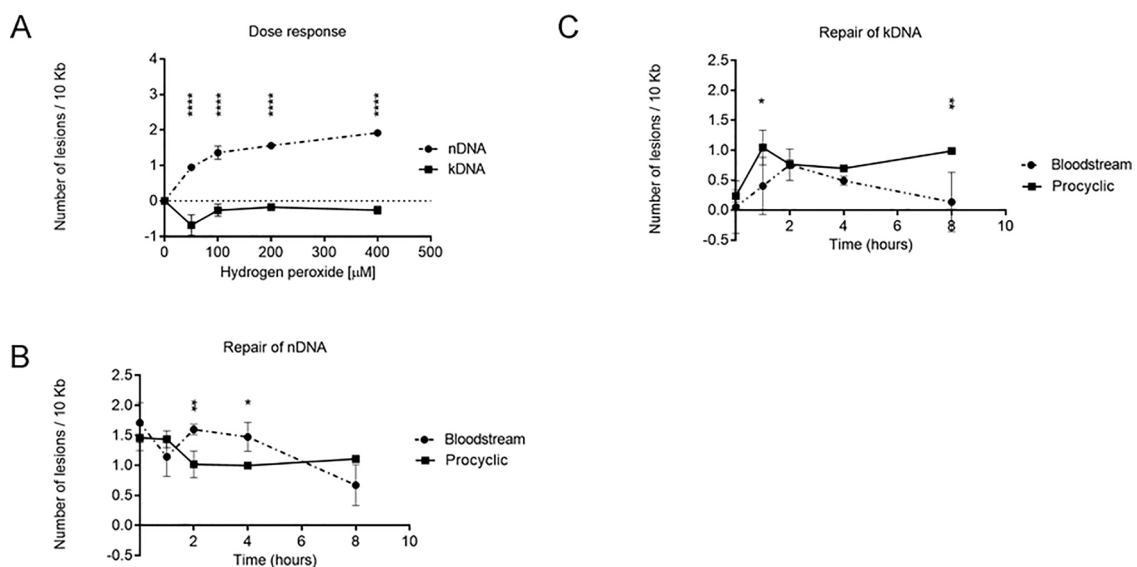 A
Dose response
Number of lesions / 10 Kb
4
3
2
1
0
-1
****
****
****
****
0
100
200
300
400
500
Hydrogen peroxide [μM]
nDNA
kDNA
C
Repair of kDNA
Number of lesions / 10 Kb
2.5
2.0
1.5
1.0
0.5
0.0
-0.5
*
**
2
4
6
8
10
Time (hours)
Bloodstream
Procyclic
B
Repair of nDNA
Number of lesions / 10 Kb
2.5
2.0
1.5
1.0
0.5
0.0
-0.5
**
*
2
4
6
8
10
Time (hours)
Bloodstream
Procyclic